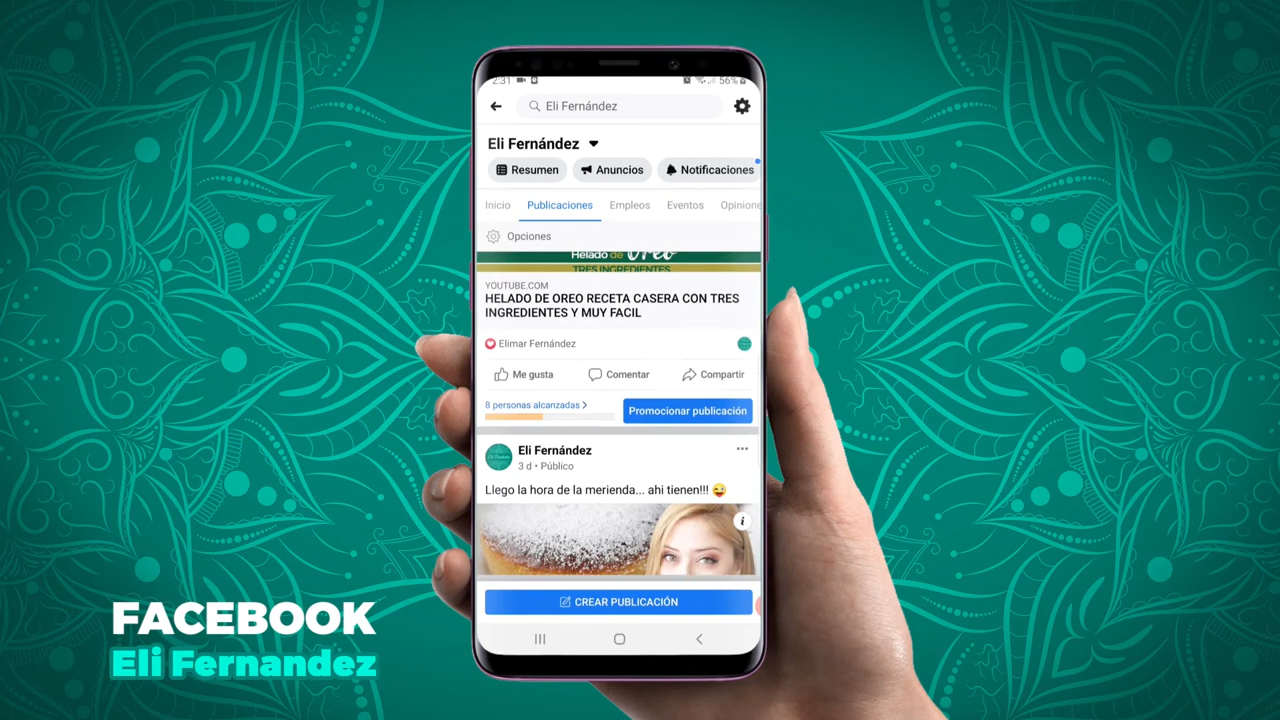 2:31
56%
Eli Fernández
Eli Fernández
Resumen
Anuncios
Notificaciones
Inicio
Publicaciones
Empleos
Eventos
Opinione
Opciones
Helado de Oreo
TRES INGREDIENTES
YOUTUBE.COM
HELADO DE OREO RECETA CASERA CON TRES
INGREDIENTES Y MUY FACIL
Elimar Fernández
Me gusta
Comentar
Compartir
8 personas alcanzadas >
Promocionar publicación
Eli Fernández
3 d • Público
Llego la hora de la merienda... ahi tienen!!! 😜
i
CREAR PUBLICACIÓN
FACEBOOK
Eli Fernandez